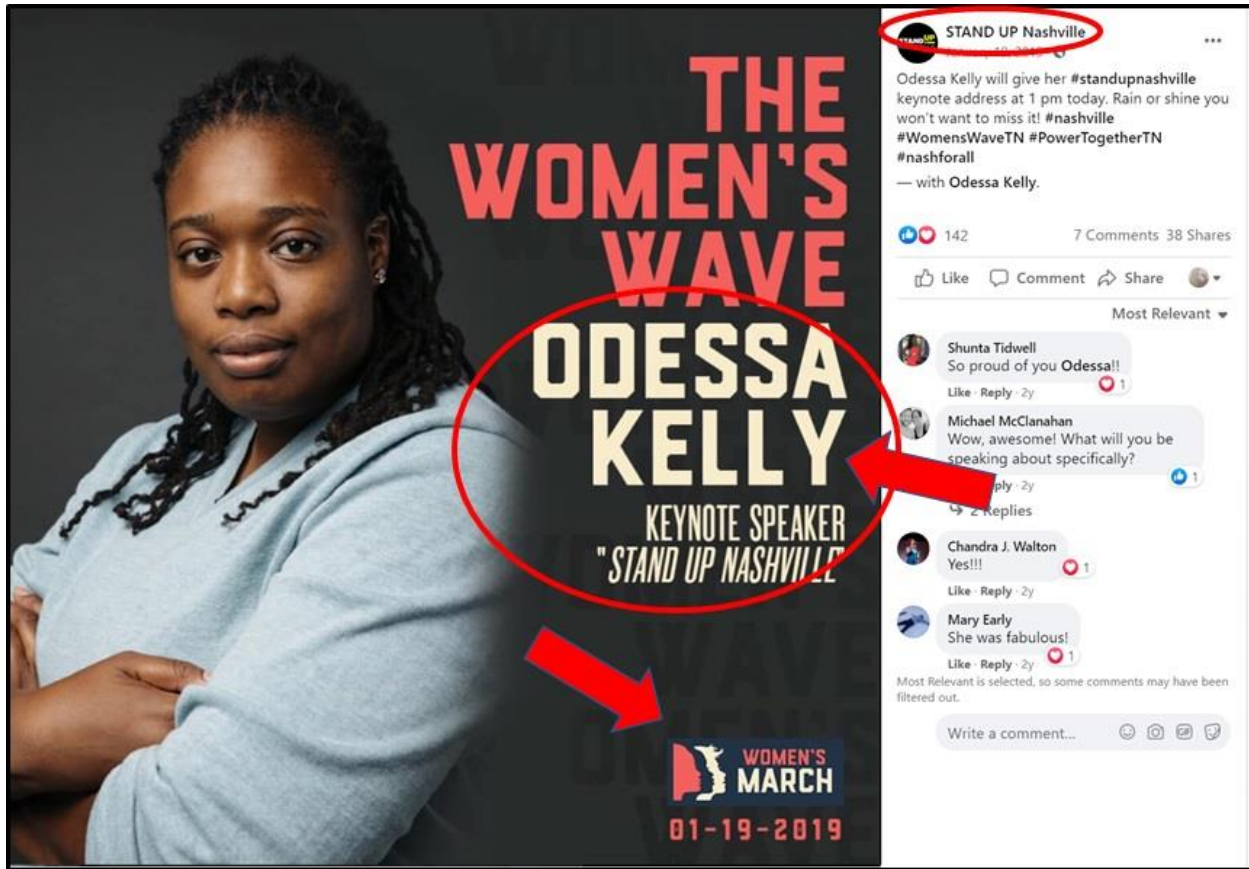 THE
WOMEN'S
WAVE
ODESSA
KELLY
KEYNOTE SPEAKER
"STAND UP NASHVILLE"
WOMEN'S
MARCH
01-19-2019
STAND UP Nashville
Odessa Kelly will give her #standupnashville
keynote address at 1 pm today. Rain or shine you
won't want to miss it! #nashville
#WomensWaveTN #PowerTogetherTN
#nashforall
— with Odessa Kelly.
142
7 Comments 38 Shares
Like Comment Share
Most Relevant
Shunta Tidwell
So proud of you Odessa!!
1
Like · Reply · 2y
Michael McClanahan
Wow, awesome! What will you be
speaking about specifically?
1
2y
2 Replies
Chandra J. Walton
Yes!!!
1
Like · Reply · 2y
Mary Early
She was fabulous!
1
Like · Reply · 2y
Most Relevant is selected, so some comments may have been
filtered out.
Write a comment...
GIF